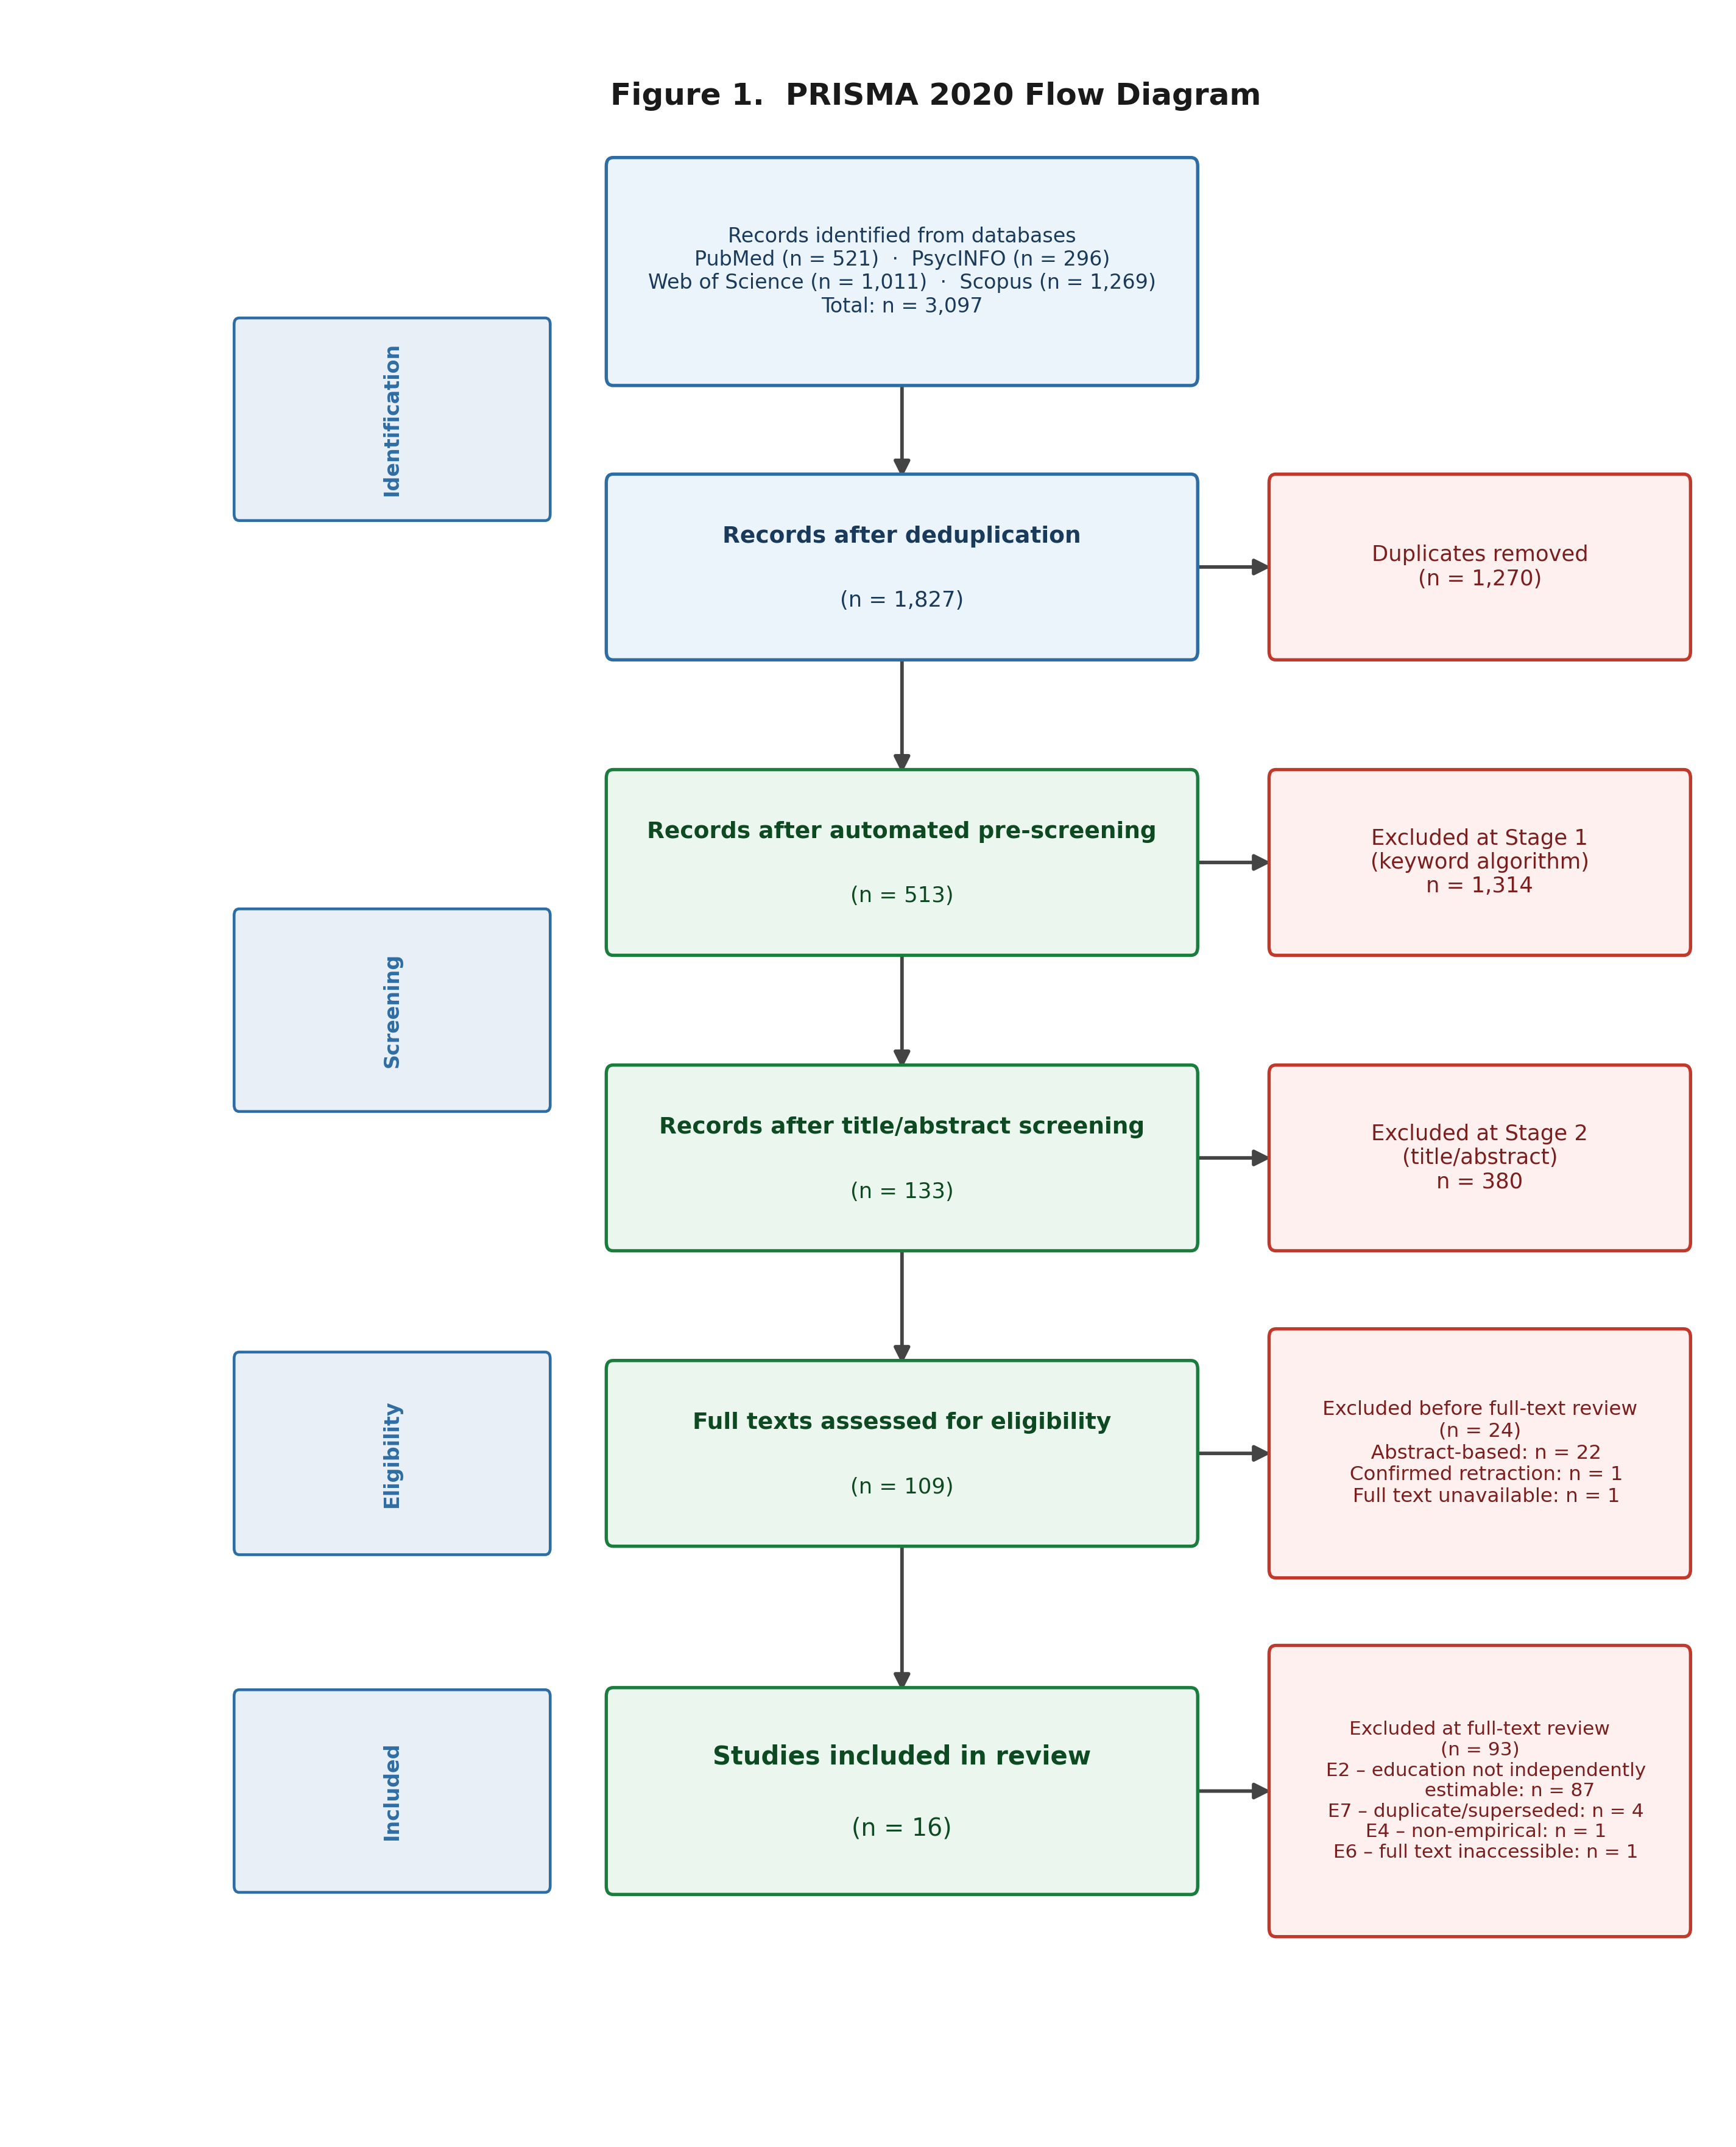 Figure 1.  PRISMA 2020 Flow Diagram
Records identified from databases
PubMed (n = 521)  ·  PsycINFO (n = 296)
Web of Science (n = 1,011)  ·  Scopus (n = 1,269)
Total: n = 3,097
Identification
Records after deduplication
(n = 1,827)
Duplicates removed
(n = 1,270)
Records after automated pre-screening
(n = 513)
Excluded at Stage 1
(keyword algorithm)
n = 1,314
Screening
Records after title/abstract screening
(n = 133)
Excluded at Stage 2
(title/abstract)
n = 380
Eligibility
Full texts assessed for eligibility
(n = 109)
Excluded before full-text review
(n = 24)
Abstract-based: n = 22
Confirmed retraction: n = 1
Full text unavailable: n = 1
Included
Studies included in review
(n = 16)
Excluded at full-text review
(n = 93)
E2 – education not independently
estimable: n = 87
E7 – duplicate/superseded: n = 4
E4 – non-empirical: n = 1
E6 – full text inaccessible: n = 1